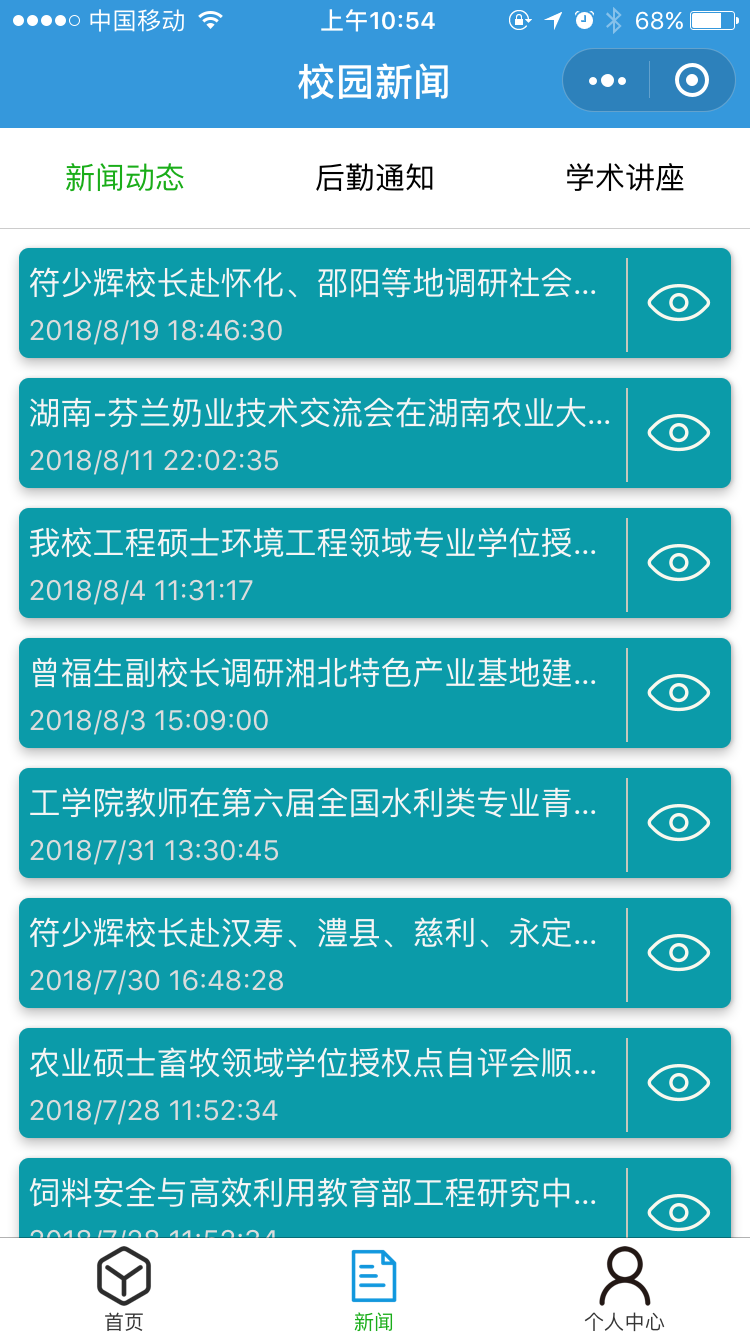 中国移动 上午10:54 68%
校园新闻
新闻动态 后勤通知 学术讲座
符少辉校长赴怀化、邵阳等地调研社会...
2018/8/19 18:46:30
湖南-芬兰奶业技术交流会在湖南农业大...
2018/8/11 22:02:35
我校工程硕士环境工程领域专业学位授...
2018/8/4 11:31:17
曾福生副校长调研湘北特色产业基地建...
2018/8/3 15:09:00
工学院教师在第六届全国水利类专业青...
2018/7/31 13:30:45
符少辉校长赴汉寿、澧县、慈利、永定...
2018/7/30 16:48:28
农业硕士畜牧领域学位授权点自评会顺...
2018/7/28 11:52:34
饲料安全与高效利用教育部工程研究中...
2018/7/28 11:52:34
首页 新闻 个人中心